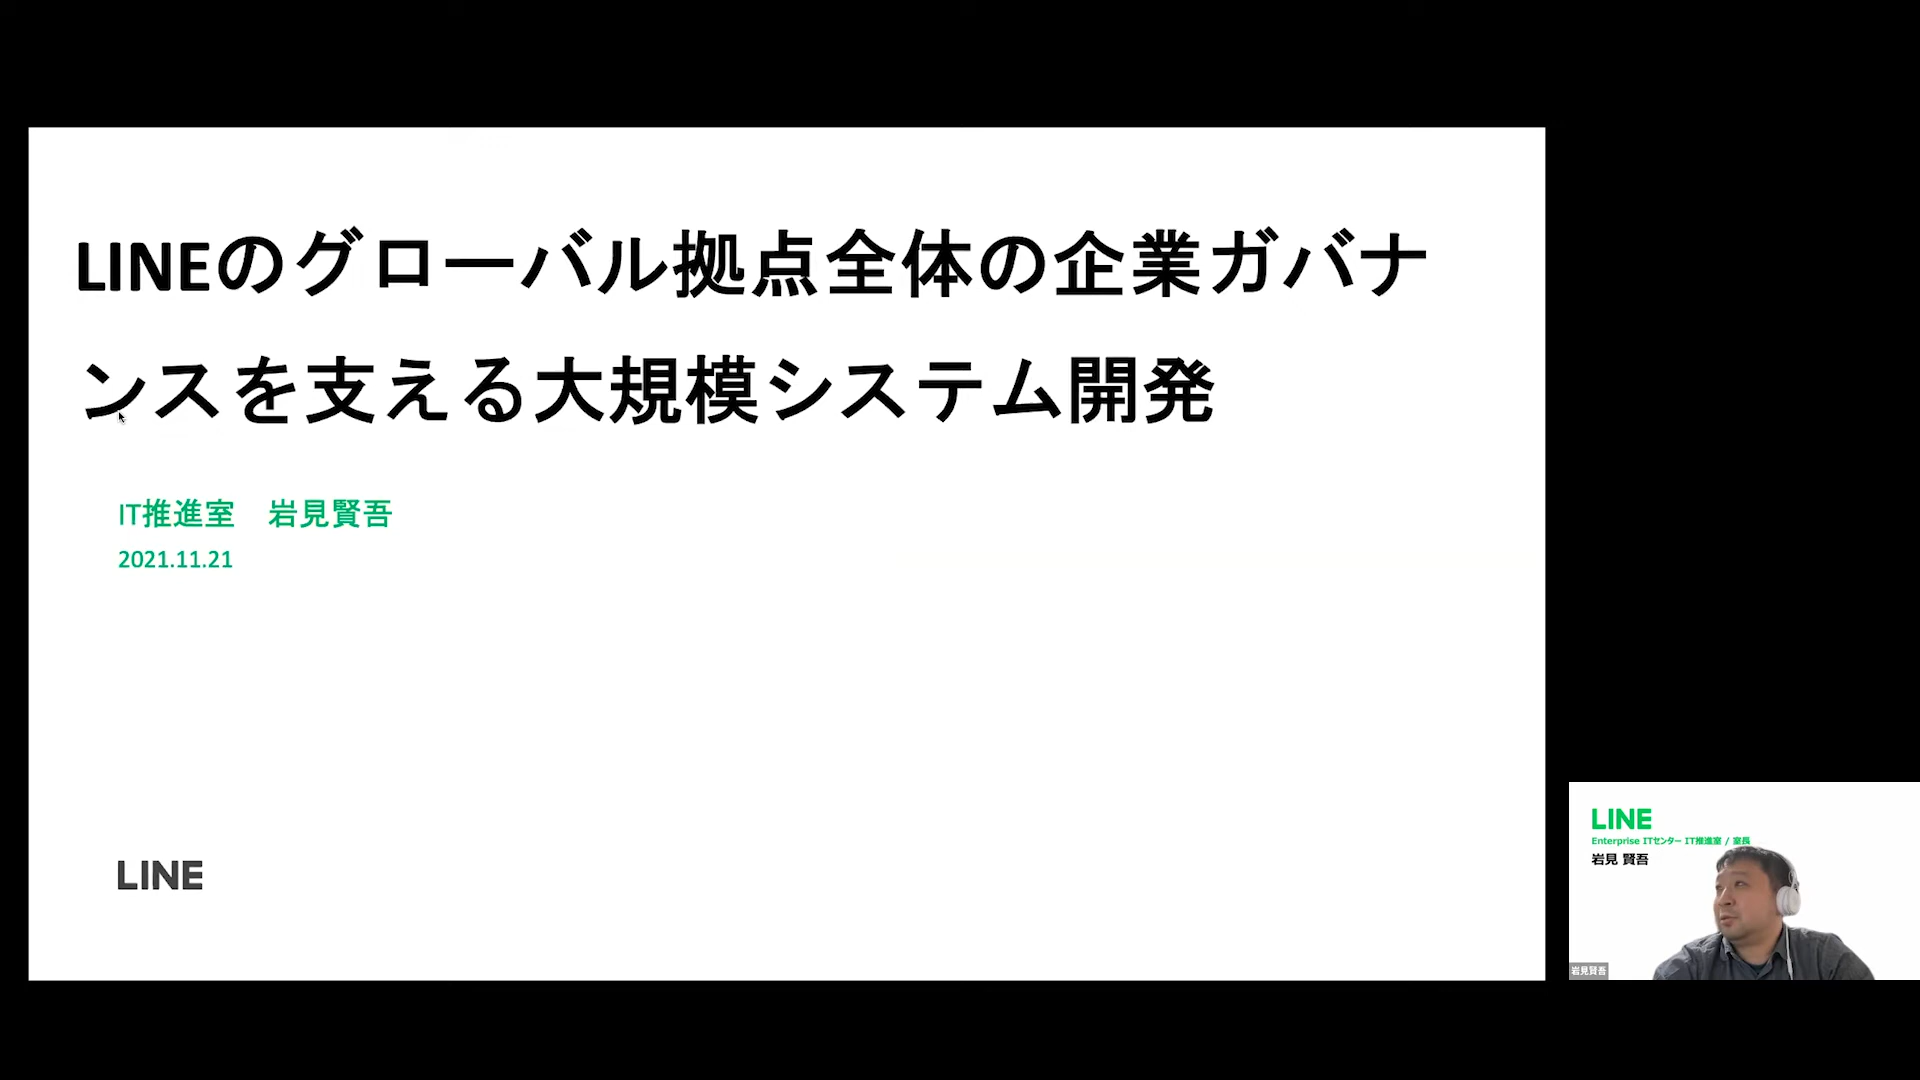 LINEのグローバル拠点全体の企業ガバナ
ンスを支える大規模システム開発
IT推進室　岩見賢吾
2021.11.21
LINE
LINE
Enterprise ITセンター IT推進室 / 室長
岩見 賢吾
岩見賢吾